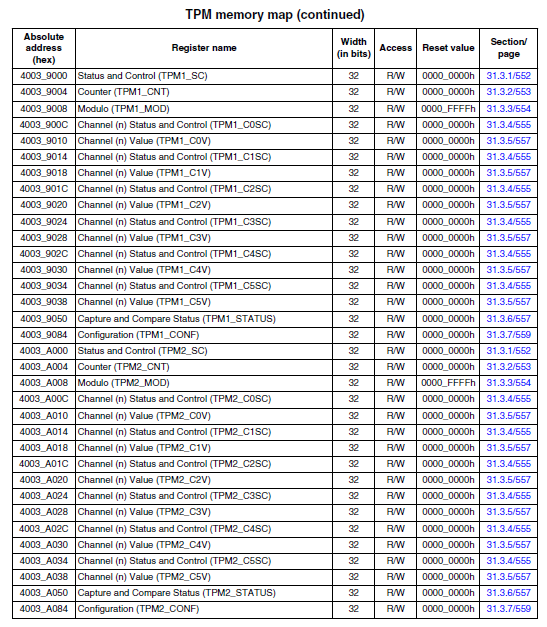 TPM memory map (continued)
Absolute address (hex) Register name Width (in bits) Access Reset value Section/ page
4003_9000 Status and Control (TPM1_SC) 32 R/W 0000_0000h 31.3.1/552
4003_9004 Counter (TPM1_CNT) 32 R/W 0000_0000h 31.3.2/553
4003_9008 Modulo (TPM1_MOD) 32 R/W 0000_FFFFh 31.3.3/554
4003_900C Channel (n) Status and Control (TPM1_C0SC) 32 R/W 0000_0000h 31.3.4/555
4003_9010 Channel (n) Value (TPM1_C0V) 32 R/W 0000_0000h 31.3.5/557
4003_9014 Channel (n) Status and Control (TPM1_C1SC) 32 R/W 0000_0000h 31.3.4/555
4003_9018 Channel (n) Value (TPM1_C1V) 32 R/W 0000_0000h 31.3.5/557
4003_901C Channel (n) Status and Control (TPM1_C2SC) 32 R/W 0000_0000h 31.3.4/555
4003_9020 Channel (n) Value (TPM1_C2V) 32 R/W 0000_0000h 31.3.5/557
4003_9024 Channel (n) Status and Control (TPM1_C3SC) 32 R/W 0000_0000h 31.3.4/555
4003_9028 Channel (n) Value (TPM1_C3V) 32 R/W 0000_0000h 31.3.5/557
4003_902C Channel (n) Status and Control (TPM1_C4SC) 32 R/W 0000_0000h 31.3.4/555
4003_9030 Channel (n) Value (TPM1_C4V) 32 R/W 0000_0000h 31.3.5/557
4003_9034 Channel (n) Status and Control (TPM1_C5SC) 32 R/W 0000_0000h 31.3.4/555
4003_9038 Channel (n) Value (TPM1_C5V) 32 R/W 0000_0000h 31.3.5/557
4003_9050 Capture and Compare Status (TPM1_STATUS) 32 R/W 0000_0000h 31.3.6/557
4003_9084 Configuration (TPM1_CONF) 32 R/W 0000_0000h 31.3.7/559
4003_A000 Status and Control (TPM2_SC) 32 R/W 0000_0000h 31.3.1/552
4003_A004 Counter (TPM2_CNT) 32 R/W 0000_0000h 31.3.2/553
4003_A008 Modulo (TPM2_MOD) 32 R/W 0000_FFFFh 31.3.3/554
4003_A00C Channel (n) Status and Control (TPM2_C0SC) 32 R/W 0000_0000h 31.3.4/555
4003_A010 Channel (n) Value (TPM2_C0V) 32 R/W 0000_0000h 31.3.5/557
4003_A014 Channel (n) Status and Control (TPM2_C1SC) 32 R/W 0000_0000h 31.3.4/555
4003_A018 Channel (n) Value (TPM2_C1V) 32 R/W 0000_0000h 31.3.5/557
4003_A01C Channel (n) Status and Control (TPM2_C2SC) 32 R/W 0000_0000h 31.3.4/555
4003_A020 Channel (n) Value (TPM2_C2V) 32 R/W 0000_0000h 31.3.5/557
4003_A024 Channel (n) Status and Control (TPM2_C3SC) 32 R/W 0000_0000h 31.3.4/555
4003_A028 Channel (n) Value (TPM2_C3V) 32 R/W 0000_0000h 31.3.5/557
4003_A02C Channel (n) Status and Control (TPM2_C4SC) 32 R/W 0000_0000h 31.3.4/555
4003_A030 Channel (n) Value (TPM2_C4V) 32 R/W 0000_0000h 31.3.5/557
4003_A034 Channel (n) Status and Control (TPM2_C5SC) 32 R/W 0000_0000h 31.3.4/555
4003_A038 Channel (n) Value (TPM2_C5V) 32 R/W 0000_0000h 31.3.5/557
4003_A050 Capture and Compare Status (TPM2_STATUS) 32 R/W 0000_0000h 31.3.6/557
4003_A084 Configuration (TPM2_CONF) 32 R/W 0000_0000h 31.3.7/559